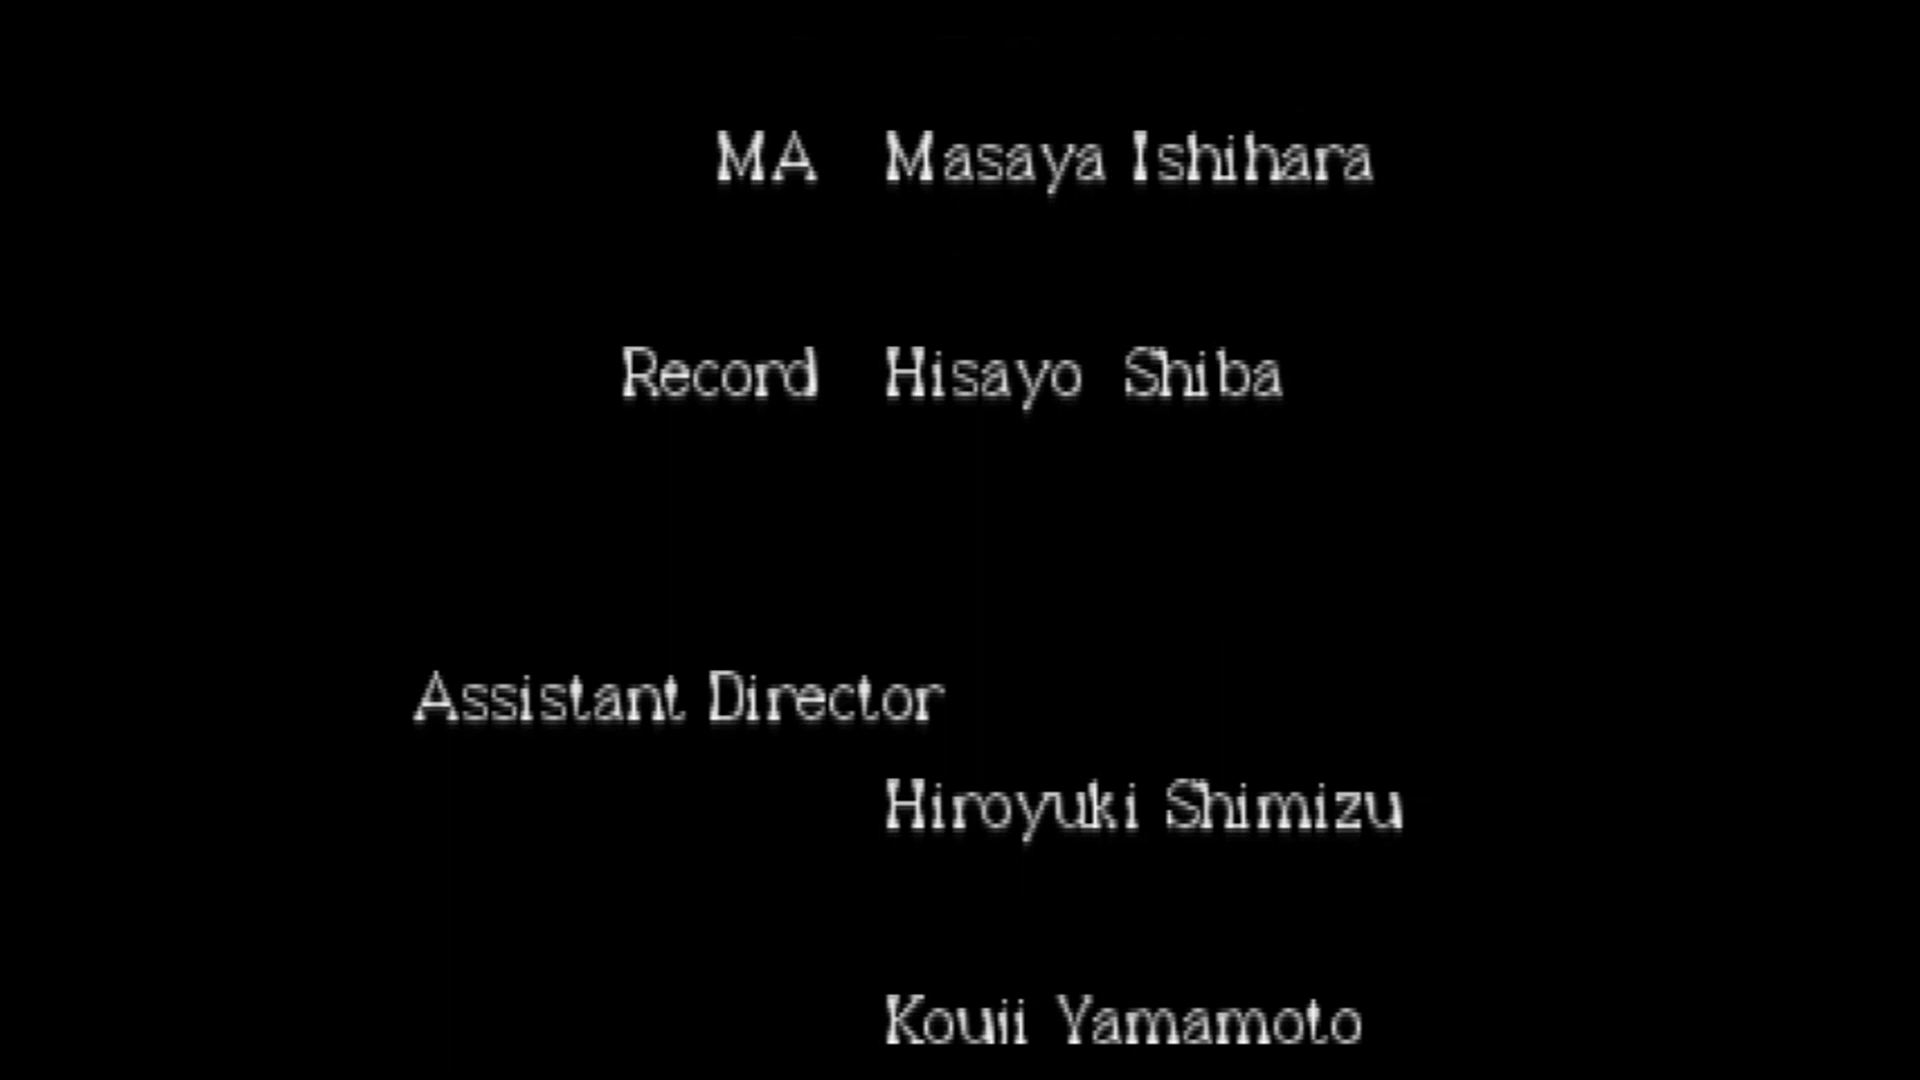 MA Masaya Ishihara
Record Hisayo Shiba
Assistant Director
Hiroyuki Shimizu
Kouji Yamamoto